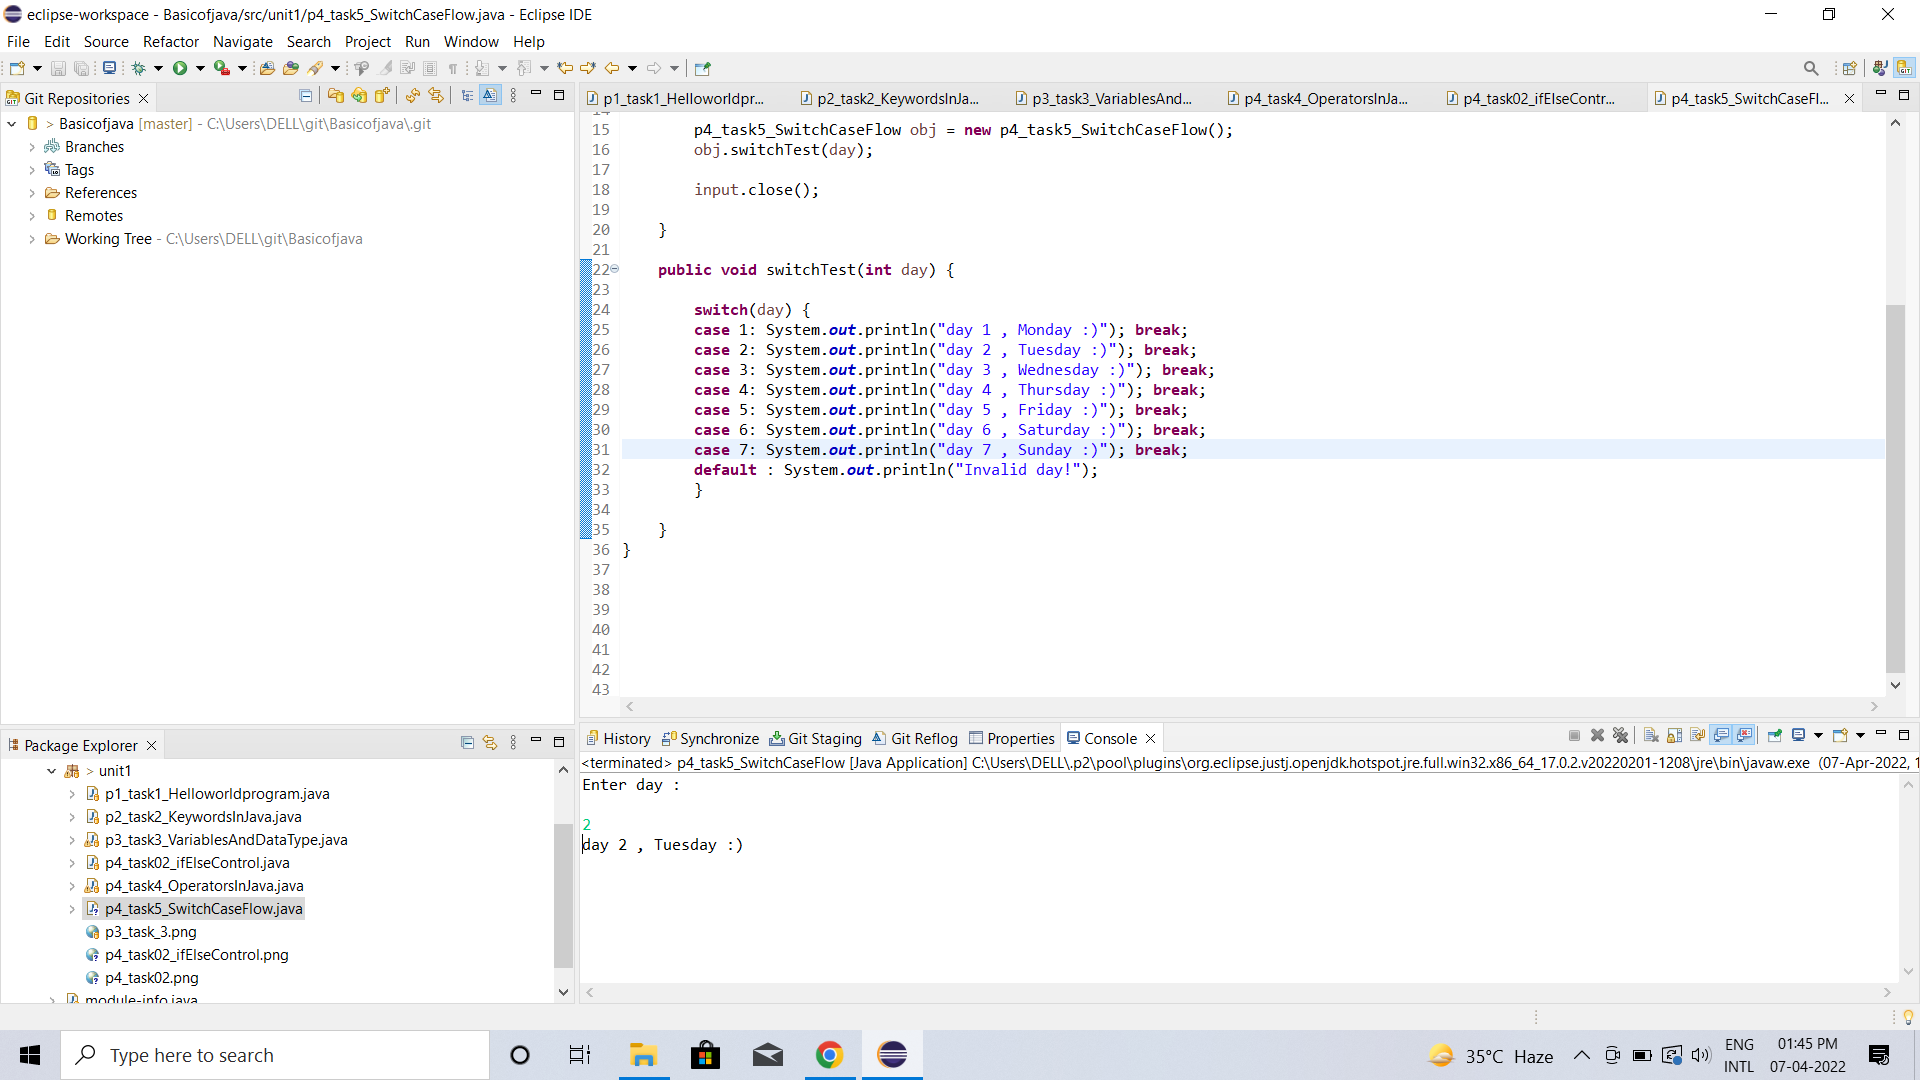 eclipse-workspace - Basicofjava/src/unit1/p4_task5_SwitchCaseFlow.java - Eclipse IDE
File Edit Source Refactor Navigate Search Project Run Window Help
Git Repositories
> Basicofjava [master] - C:\Users\DELL\git\Basicofjava\.git
Branches
Tags
References
Remotes
Working Tree - C:\Users\DELL\git\Basicofjava
p1_task1_Helloworldpr... p2_task2_KeywordsInJa... p3_task3_VariablesAnd... p4_task4_OperatorsInJa... p4_task02_ifElseContr... p4_task5_SwitchCaseFl...
14
15 p4_task5_SwitchCaseFlow obj = new p4_task5_SwitchCaseFlow();
16 obj.switchTest(day);
17
18 input.close();
19
20 }
21
22 public void switchTest(int day) {
23
24 switch(day) {
25 case 1: System.out.println("day 1 , Monday :)"); break;
26 case 2: System.out.println("day 2 , Tuesday :)"); break;
27 case 3: System.out.println("day 3 , Wednesday :)"); break;
28 case 4: System.out.println("day 4 , Thursday :)"); break;
29 case 5: System.out.println("day 5 , Friday :)"); break;
30 case 6: System.out.println("day 6 , Saturday :)"); break;
31 case 7: System.out.println("day 7 , Sunday :)"); break;
32 default : System.out.println("Invalid day!");
33 }
34
35 }
36 }
37
38
39
40
41
42
43
Package Explorer
> unit1
p1_task1_Helloworldprogram.java
p2_task2_KeywordsInJava.java
p3_task3_VariablesAndDataType.java
p4_task02_ifElseControl.java
p4_task4_OperatorsInJava.java
p4_task5_SwitchCaseFlow.java
p3_task_3.png
p4_task02_ifElseControl.png
p4_task02.png
module-info.java
History Synchronize Git Staging Git Reflog Properties Console
<terminated> p4_task5_SwitchCaseFlow [Java Application] C:\Users\DELL\.p2\pool\plugins\org.eclipse.justj.openjdk.hotspot.jre.full.win32.x86_64_17.0.2.v20220201-1208\jre\bin\javaw.exe (07-Apr-2022, 1
Enter day :
2
day 2 , Tuesday :)
Type here to search
35°C Haze
ENG
INTL
01:45 PM
07-04-2022